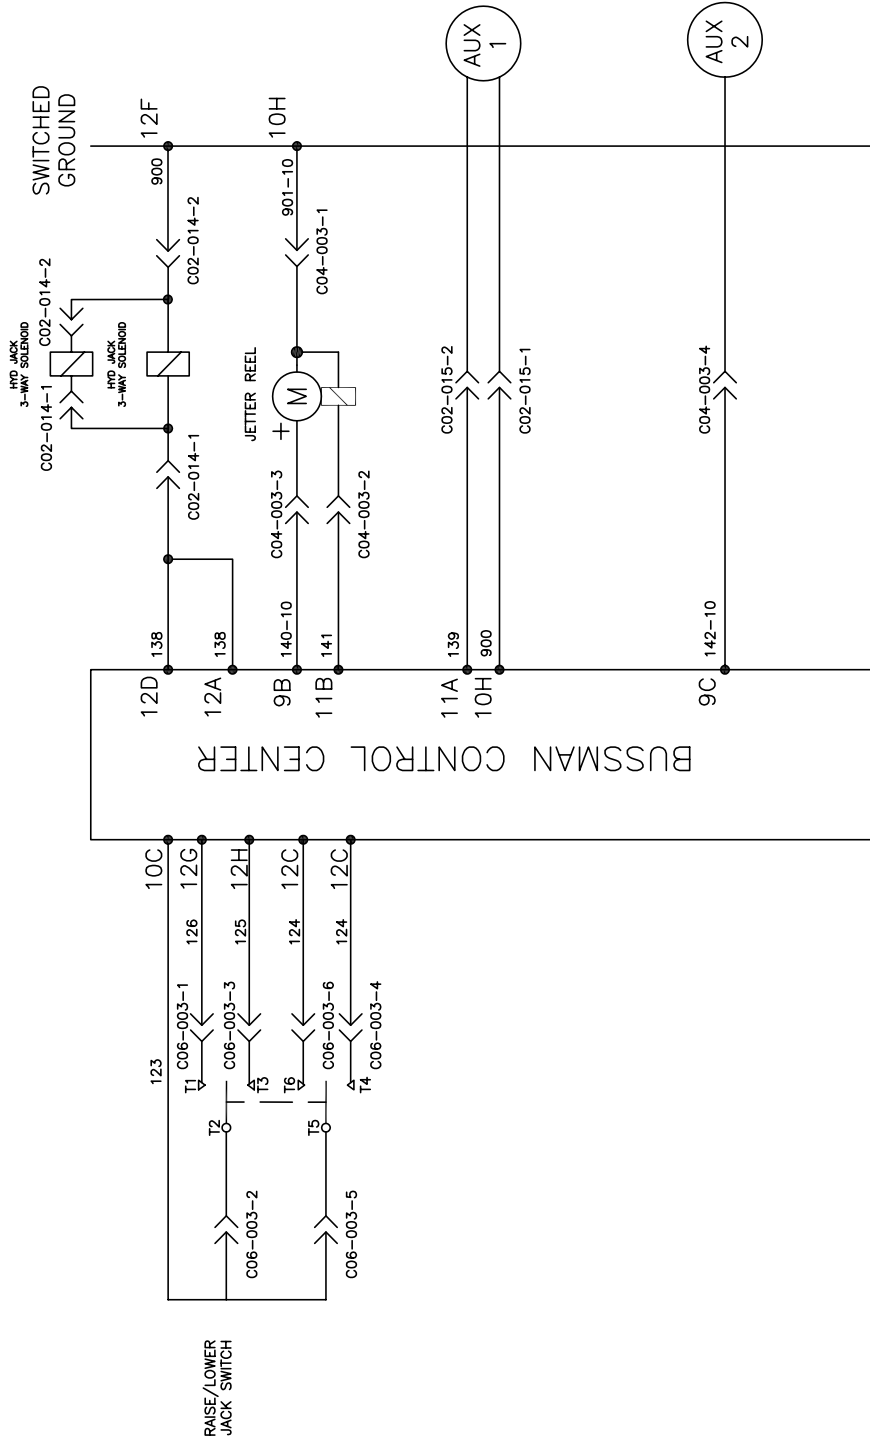 SWITCHED
GROUND
12F
10H
AUX
1
AUX
2
900
C02-014-2
HYD JACK
3-WAY SOLENOID
C02-014-2
C02-014-1
HYD JACK
3-WAY SOLENOID
C02-014-1
901-10
C04-003-1
JETTER REEL
M
+
C04-003-3
C04-003-2
C02-015-2
C02-015-1
C04-003-4
138
138
140-10
141
139
900
142-10
12D
12A
9B
11B
11A
10H
9C
BUSSMAN CONTROL CENTER
10C
12G
12H
12C
12C
123
126
125
124
124
C06-003-1
C06-003-3
C06-003-6
C06-003-4
T1
T3
T6
T4
T2
T5
C06-003-2
C06-003-5
RAISE/LOWER
JACK SWITCH